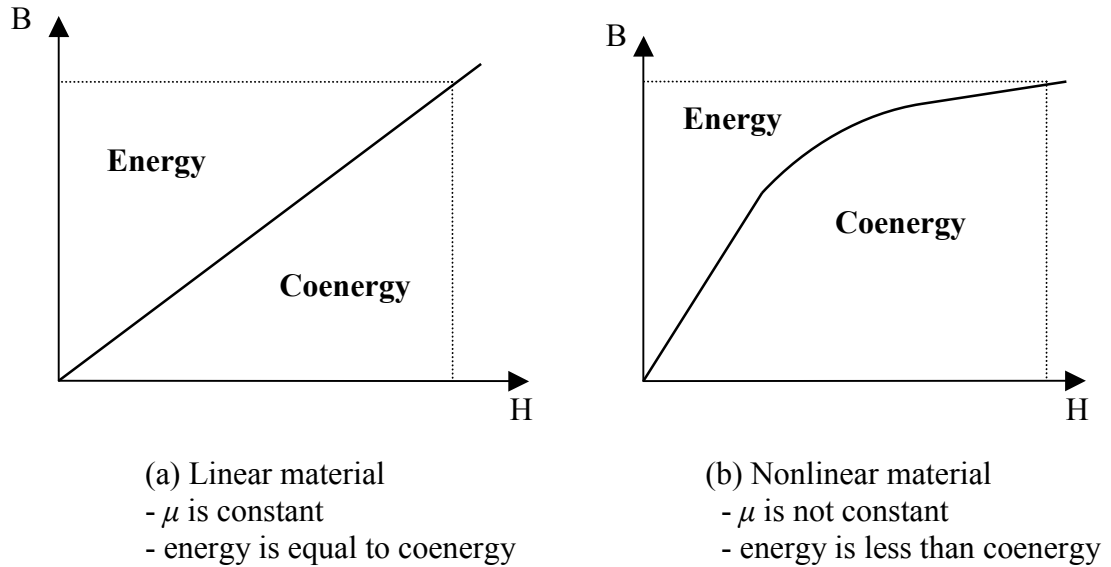 B
Energy
Coenergy
H
(a) Linear material
- μ is constant
- energy is equal to coenergy
B
Energy
Coenergy
H
(b) Nonlinear material
- μ is not constant
- energy is less than coenergy